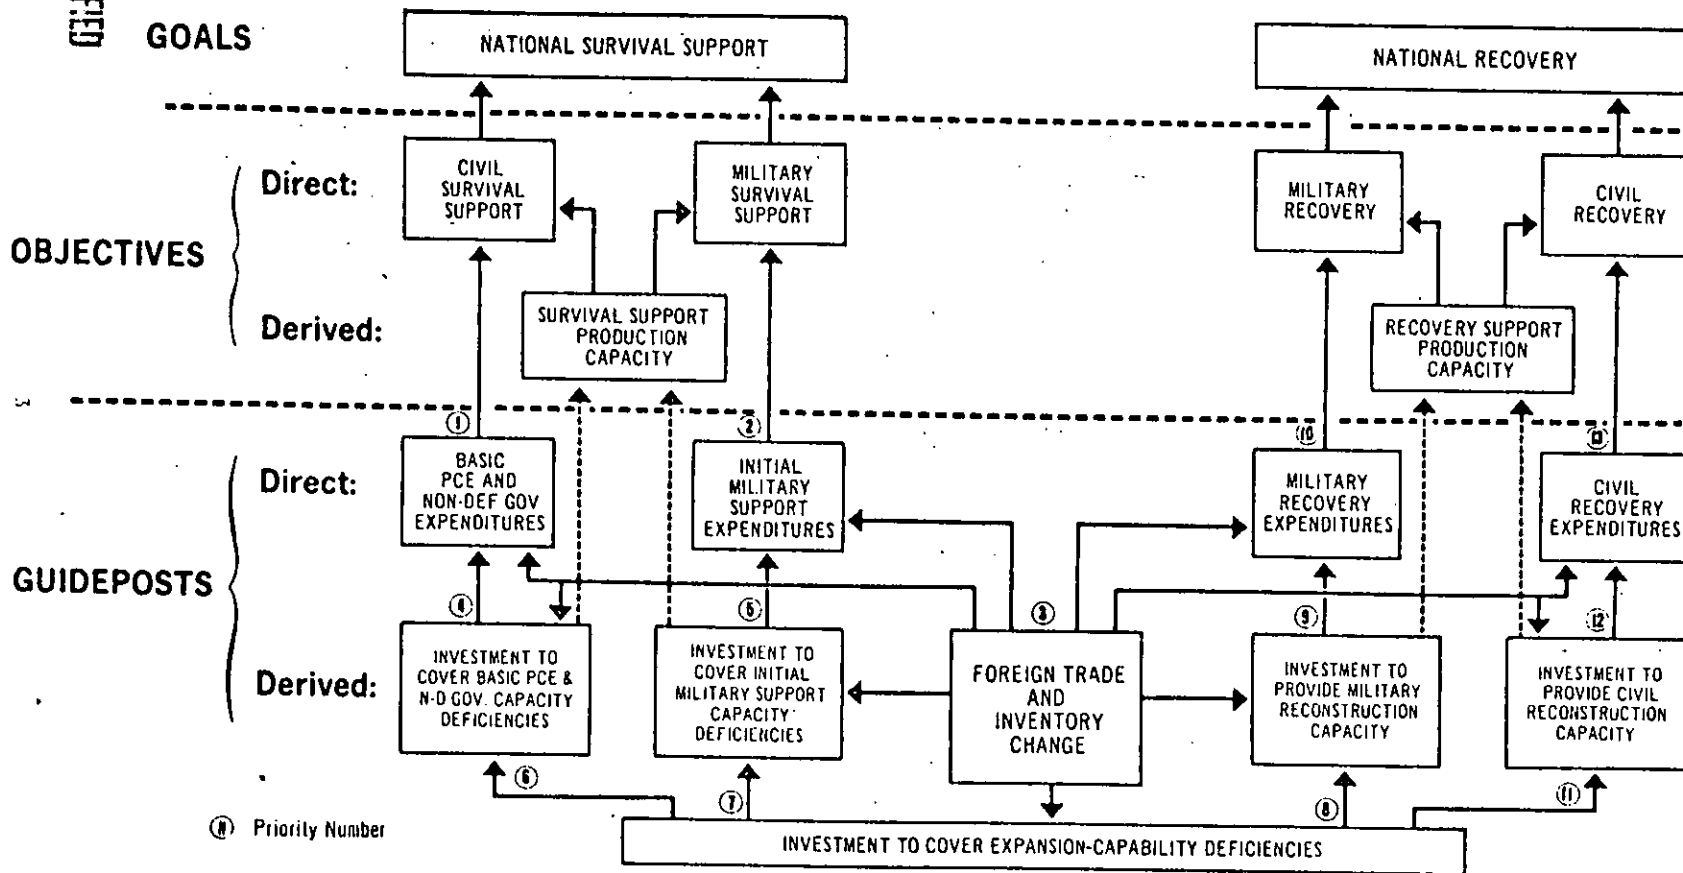 GOALS
NATIONAL SURVIVAL SUPPORT
NATIONAL RECOVERY
OBJECTIVES
Direct:
CIVIL
SURVIVAL
SUPPORT
MILITARY
SURVIVAL
SUPPORT
MILITARY
RECOVERY
CIVIL
RECOVERY
Derived:
SURVIVAL SUPPORT
PRODUCTION
CAPACITY
RECOVERY SUPPORT
PRODUCTION
CAPACITY
3
GUIDEPOSTS
Direct:
1
BASIC
PCE AND
NON-DEF GOV
EXPENDITURES
2
INITIAL
MILITARY
SUPPORT
EXPENDITURES
10
MILITARY
RECOVERY
EXPENDITURES
13
CIVIL
RECOVERY
EXPENDITURES
Derived:
4
INVESTMENT TO
COVER BASIC PCE &
N-D GOV. CAPACITY
DEFICIENCIES
5
INVESTMENT TO
COVER INITIAL
MILITARY SUPPORT
CAPACITY
DEFICIENCIES
3
FOREIGN TRADE
AND
INVENTORY
CHANGE
9
INVESTMENT TO
PROVIDE MILITARY
RECONSTRUCTION
CAPACITY
12
INVESTMENT TO
PROVIDE CIVIL
RECONSTRUCTION
CAPACITY
6
7
8
11
N Priority Number
INVESTMENT TO COVER EXPANSION-CAPABILITY DEFICIENCIES